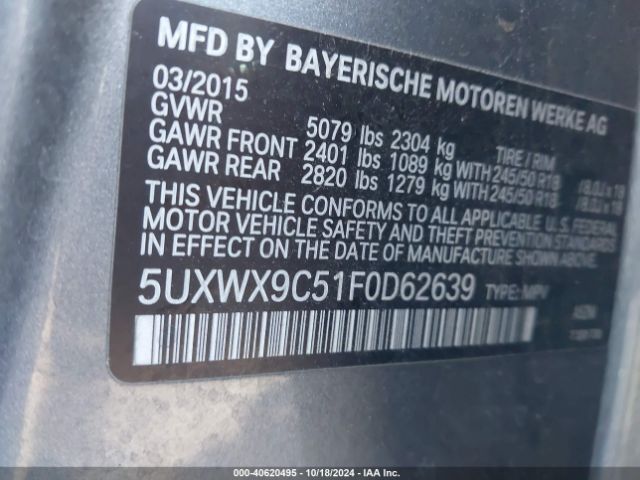 MFD BY BAYERISCHE MOTOREN WERKE AG
03/2015
GVWR 5079 lbs 2304 kg TIRE / RIM
GAWR FRONT 2401 lbs 1089 kg WITH 245/50 R18
GAWR REAR 2820 lbs 1279 kg WITH 245/50 R18
THIS VEHICLE CONFORMS TO ALL APPLICABLE U.S. FEDERAL
MOTOR VEHICLE SAFETY AND THEFT PREVENTION STANDARDS
IN EFFECT ON THE DATE OF MANUFACTURE SHOWN ABOVE.
5UXWX9C51F0D62639 TYPE: MPV
000-40620495 | 10/18/2024 | IAA Inc.